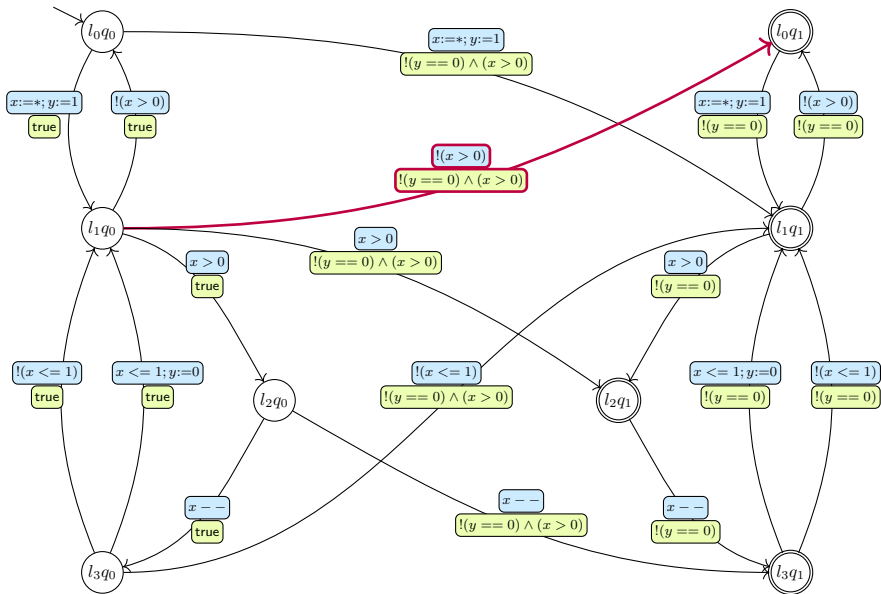 l₀q₀
l₀q₁
x:=∗; y:=1
!(y == 0) ∧ (x > 0)
x:=∗; y:=1
true
!(x > 0)
true
x:=∗; y:=1
!(y == 0)
!(x > 0)
!(y == 0)
!(x > 0)
!(y == 0) ∧ (x > 0)
l₁q₀
l₁q₁
x > 0
!(y == 0) ∧ (x > 0)
x > 0
true
x > 0
!(y == 0)
!(x <= 1)
true
x <= 1; y:=0
true
!(x <= 1)
!(y == 0) ∧ (x > 0)
x <= 1; y:=0
!(y == 0)
!(x <= 1)
!(y == 0)
l₂q₀
l₂q₁
x − −
true
x − −
!(y == 0) ∧ (x > 0)
x − −
!(y == 0)
l₃q₀
l₃q₁